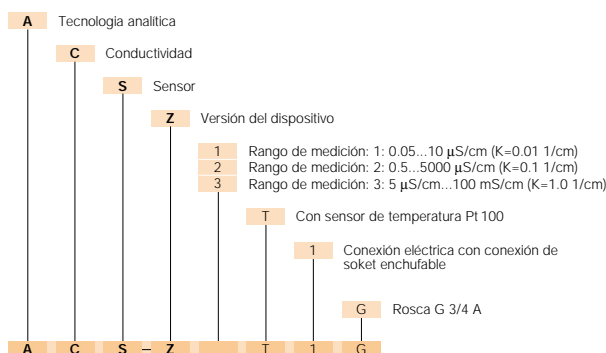 A Tecnologia analítica
C Conductividad
S Sensor
Z Versión del dispositivo
1 Rango de medición: 1: 0.05...10 µS/cm (K=0.01 1/cm)
2 Rango de medición: 2: 0.5...5000 µS/cm (K=0.1 1/cm)
3 Rango de medición: 3: 5 µS/cm...100 mS/cm (K=1.0 1/cm)
T Con sensor de temperatura Pt 100
1 Conexión eléctrica con conexión de
soket enchufable
G Rosca G 3/4 A
A C S – Z T 1 G